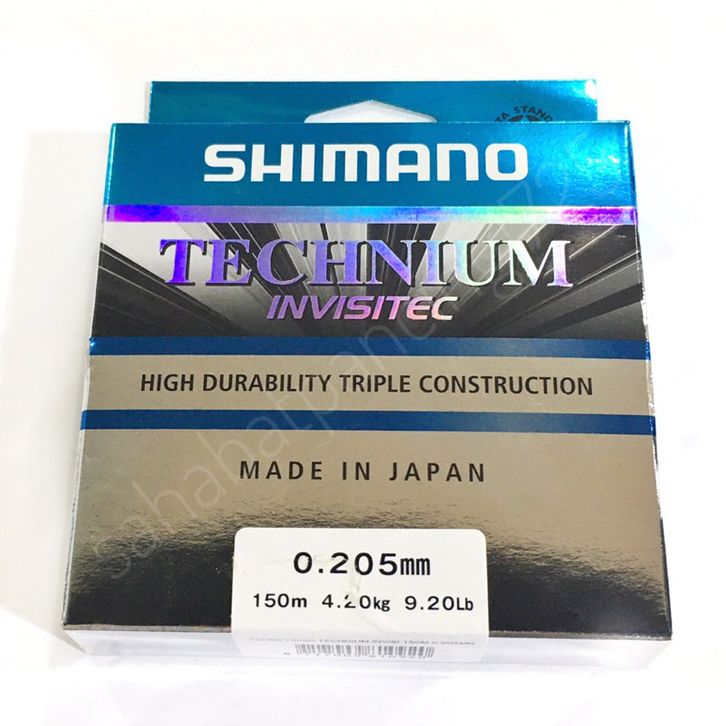 SHIMANO
TECHNIUM
INVISITEC
HIGH DURABILITY TRIPLE CONSTRUCTION
MADE IN JAPAN
0.205mm
150m 4.20kg 9.20Lb